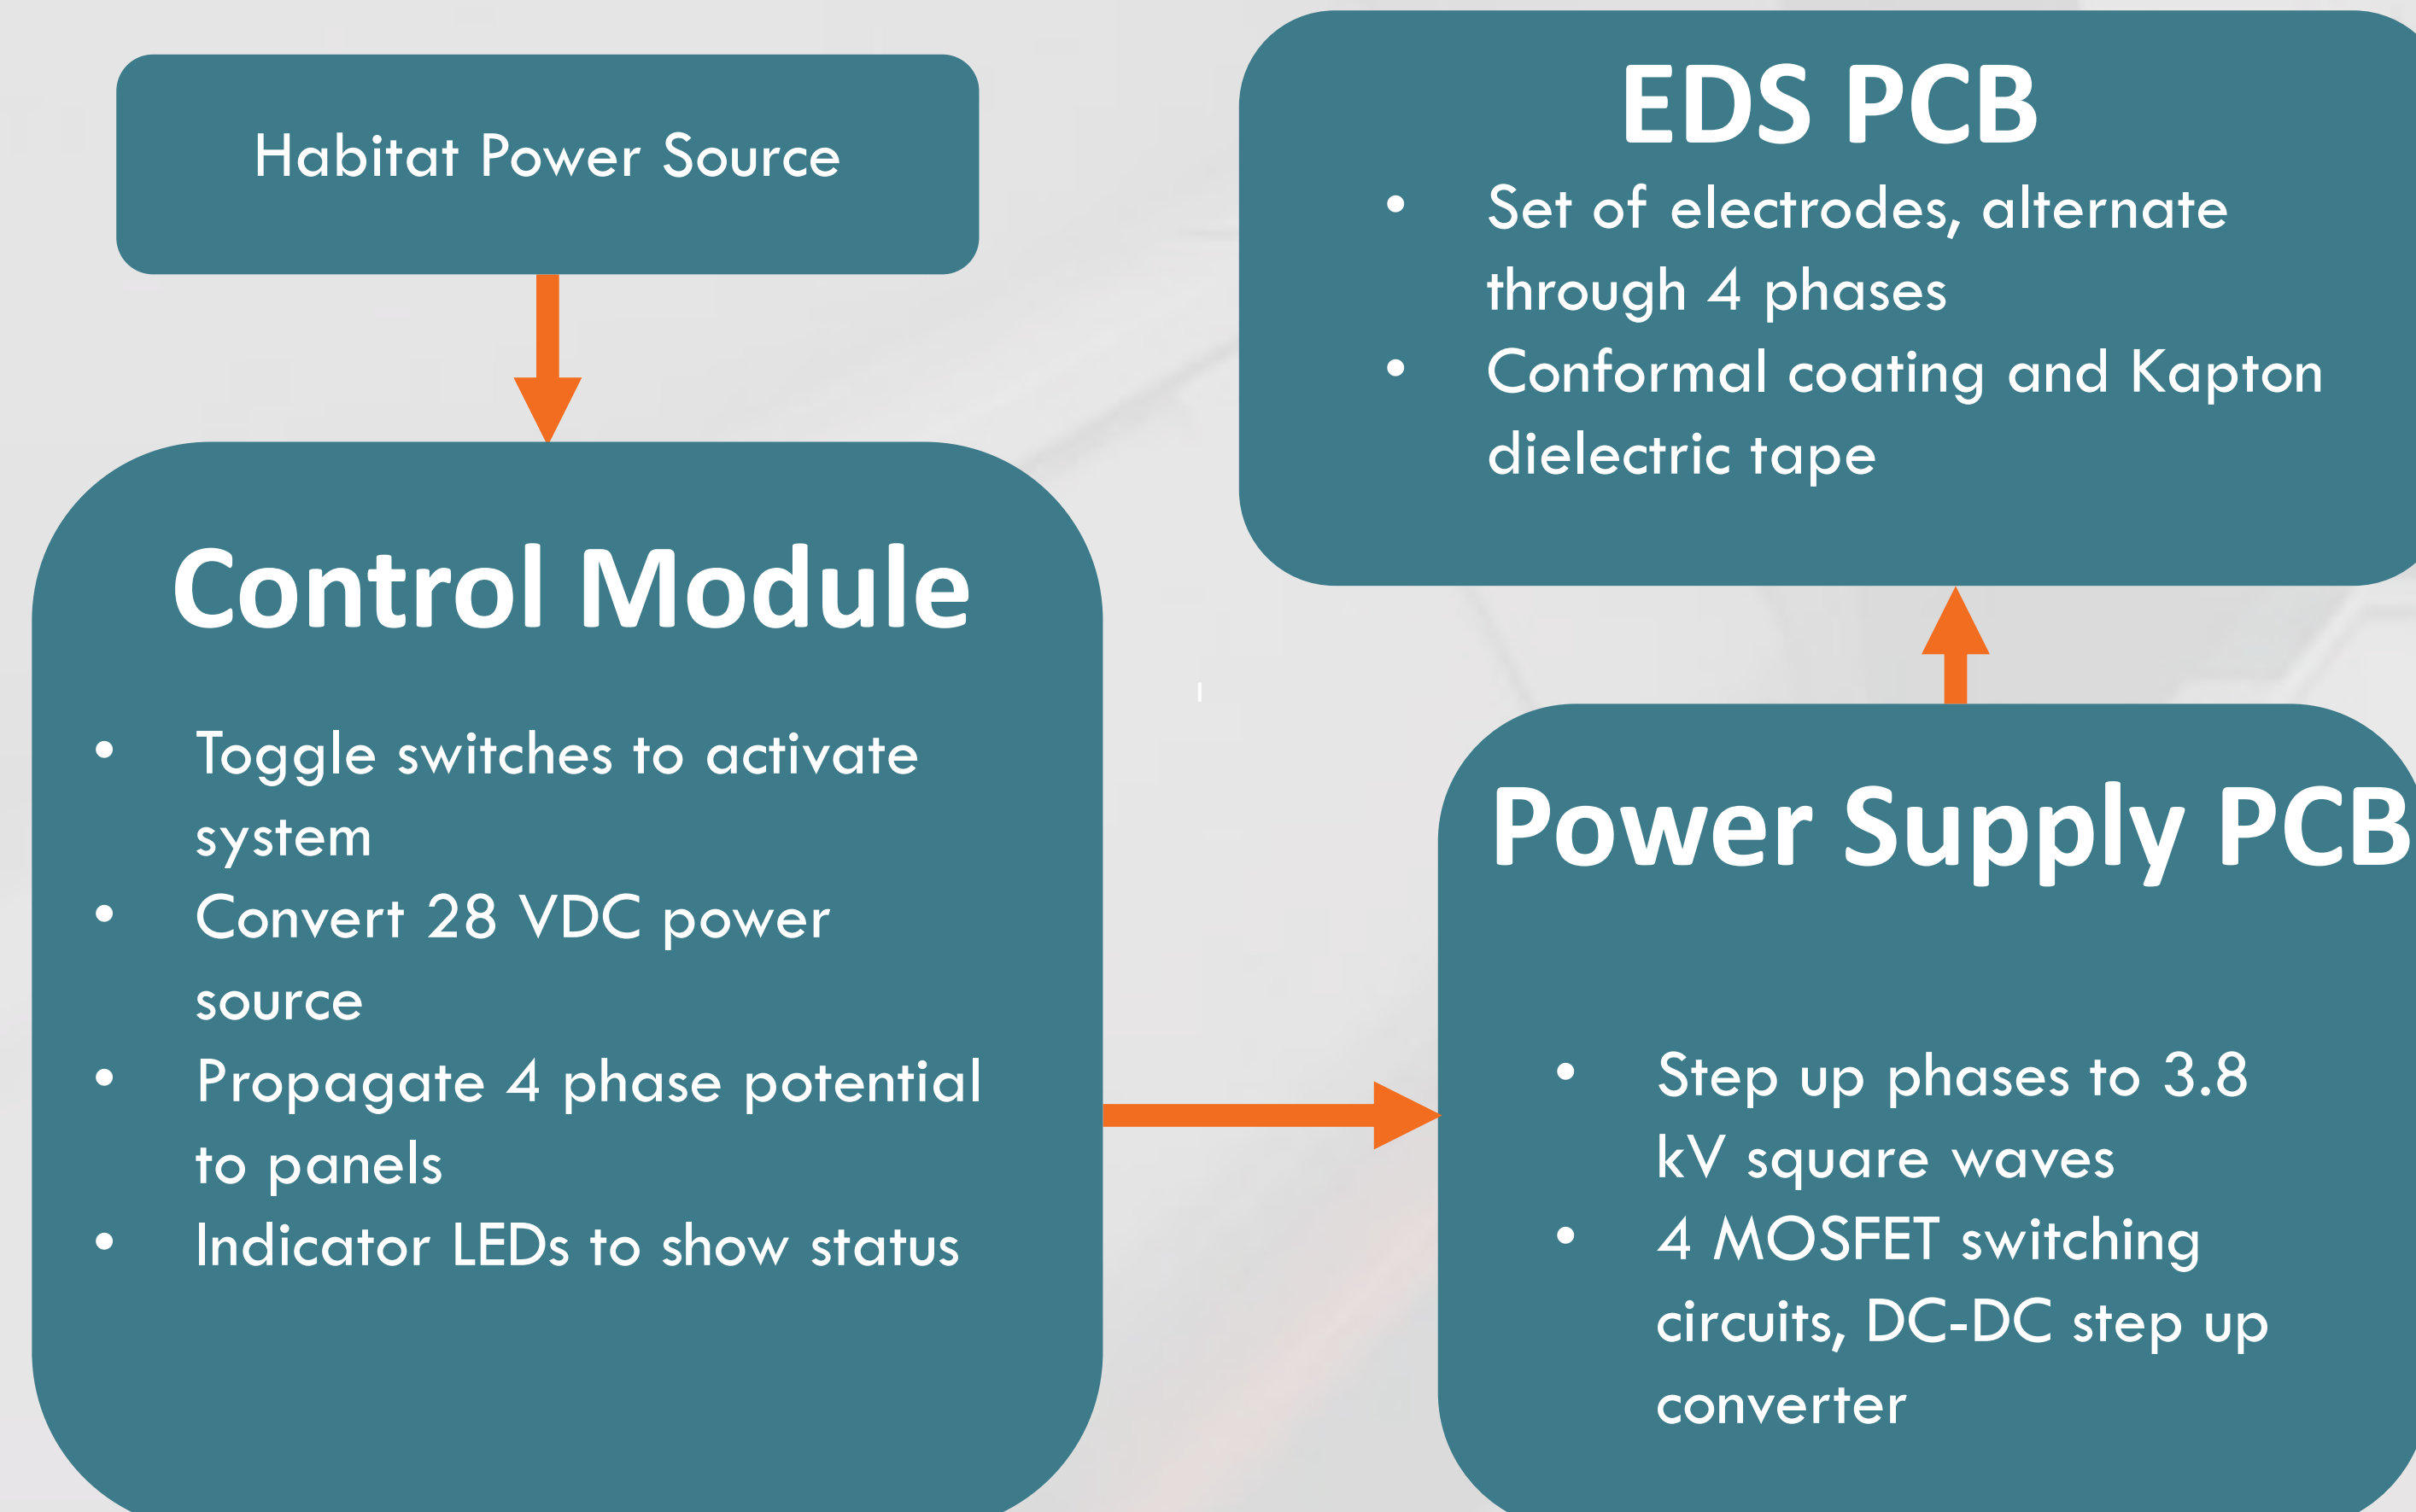 Habitat Power Source
Control Module
• Toggle switches to activate
system
• Convert 28 VDC power
source
• Propagate 4 phase potential
to panels
• Indicator LEDs to show status
EDS PCB
• Set of electrodes, alternate
through 4 phases
• Conformal coating and Kapton
dielectric tape
Power Supply PCB
• Step up phases to 3.8
kV square waves
• 4 MOSFET switching
circuits, DC-DC step up
converter